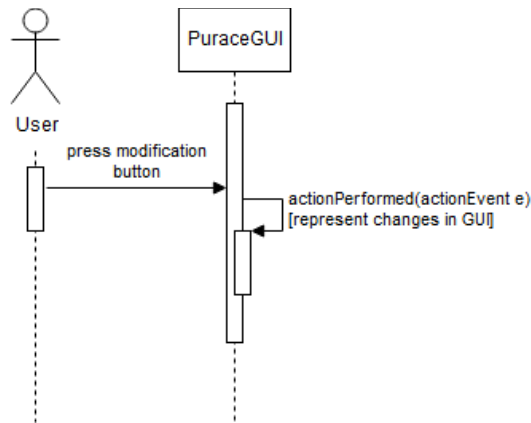 PuraceGUI
User
press modification
button
actionPerformed(actionEvent e)
[represent changes in GUI]